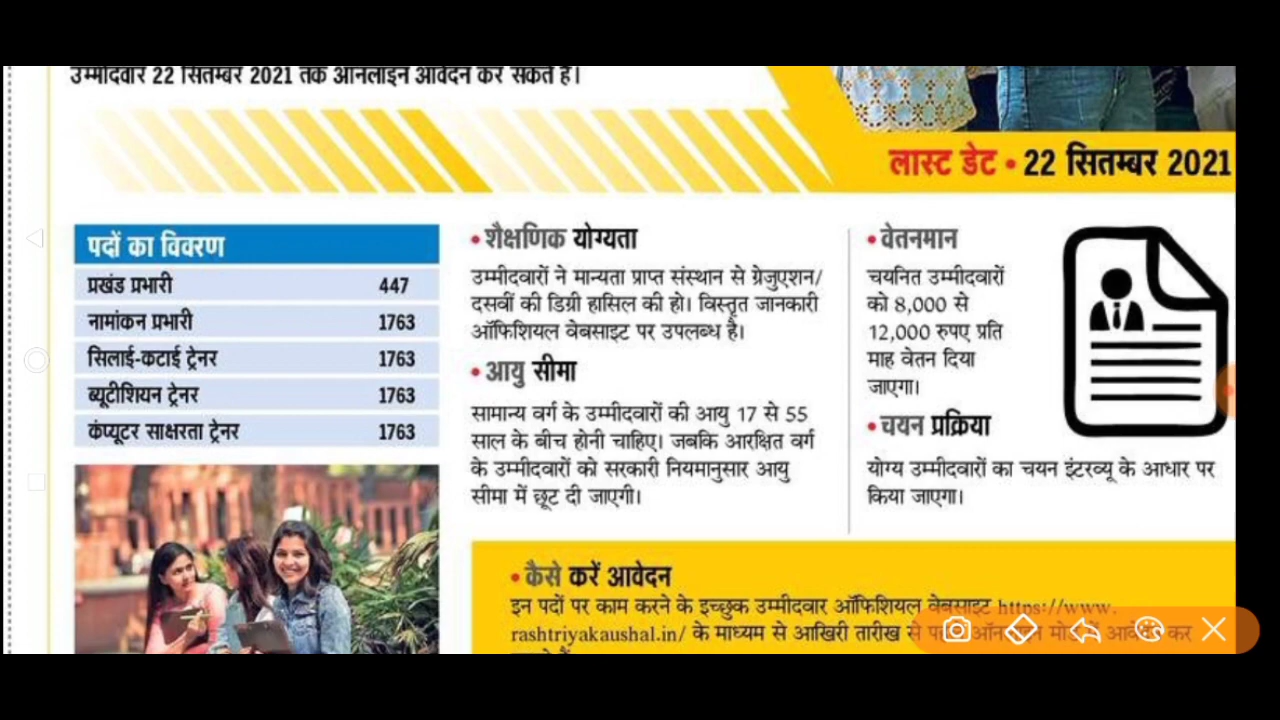 उम्मीदवार 22 सितम्बर 2021 तक ऑनलाइन आवेदन कर सकते हैं।
लास्ट डेट • 22 सितम्बर 2021
पदों का विवरण
प्रखंड प्रभारी 447
नामांकन प्रभारी 1763
सिलाई-कटाई ट्रेनर 1763
ब्यूटीशियन ट्रेनर 1763
कंप्यूटर साक्षरता ट्रेनर 1763
• शैक्षणिक योग्यता
उम्मीदवारों ने मान्यता प्राप्त संस्थान से ग्रेजुएशन/
दसवीं की डिग्री हासिल की हो। विस्तृत जानकारी
ऑफिशियल वेबसाइट पर उपलब्ध है।
• आयु सीमा
सामान्य वर्ग के उम्मीदवारों की आयु 17 से 55
साल के बीच होनी चाहिए। जबकि आरक्षित वर्ग
के उम्मीदवारों को सरकारी नियमानुसार आयु
सीमा में छूट दी जाएगी।
• वेतनमान
चयनित उम्मीदवारों
को 8,000 से
12,000 रुपए प्रति
माह वेतन दिया
जाएगा।
• चयन प्रक्रिया
योग्य उम्मीदवारों का चयन इंटरव्यू के आधार पर
किया जाएगा।
• कैसे करें आवेदन
इन पदों पर काम करने के इच्छुक उम्मीदवार ऑफिशियल वेबसाइट https://www.
rashtriyakaushal.in/ के माध्यम से आखिरी तारीख से आवेदन कर